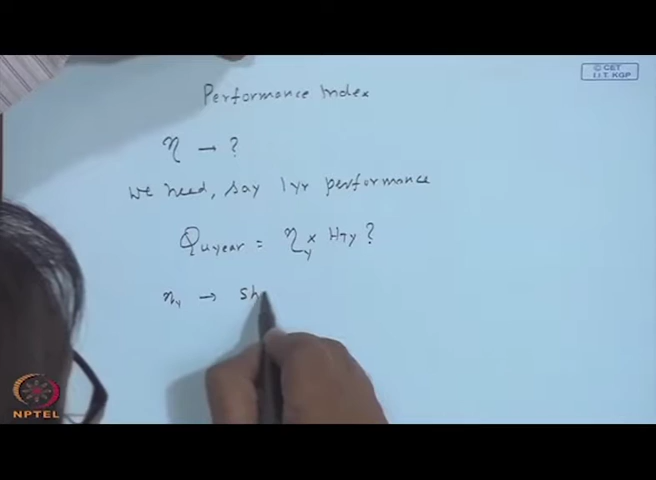 © CET
I.I.T. KGP
Performance Index
η → ?
We need, say 1yr performance
Qu year = ηy × HTy ?
ηy → Sh
NPTEL